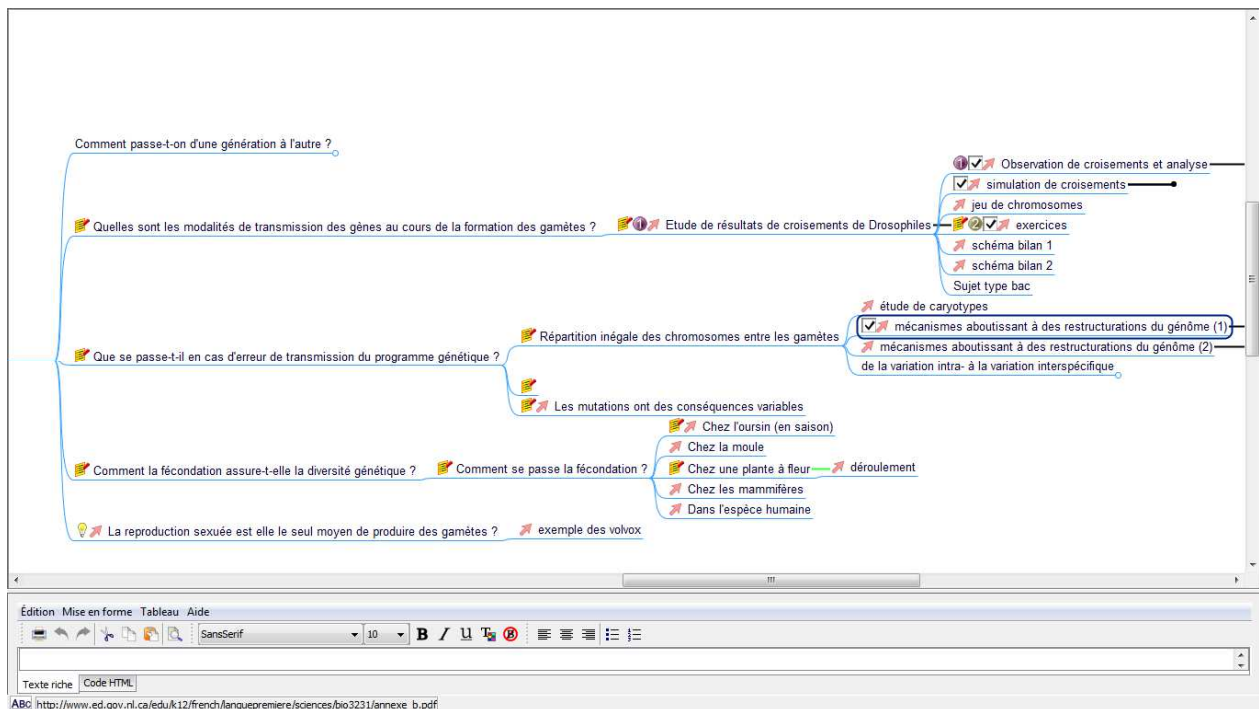 Comment passe-t-on d'une génération à l'autre ?
Quelles sont les modalités de transmission des gènes au cours de la formation des gamètes ?
1 Etude de résultats de croisements de Drosophiles
1 Observation de croisements et analyse
simulation de croisements
jeu de chromosomes
2 exercices
schéma bilan 1
schéma bilan 2
Sujet type bac
Que se passe-t-il en cas d'erreur de transmission du programme génétique ?
Répartition inégale des chromosomes entre les gamètes
étude de caryotypes
mécanismes aboutissant à des restructurations du génôme (1)
mécanismes aboutissant à des restructurations du génôme (2)
de la variation intra- à la variation interspécifique
Les mutations ont des conséquences variables
Comment la fécondation assure-t-elle la diversité génétique ?
Comment se passe la fécondation ?
Chez l'oursin (en saison)
Chez la moule
Chez une plante à fleur
déroulement
Chez les mammifères
Dans l'espèce humaine
La reproduction sexuée est elle le seul moyen de produire des gamétes ?
exemple des volvox
Édition Mise en forme Tableau Aide
SansSerif 10 B I U T
Texte riche Code HTML
ABC http://www.ed.gov.nl.ca/edu/k12/french/languepremiere/sciences/bio3231/annexe_b.pdf